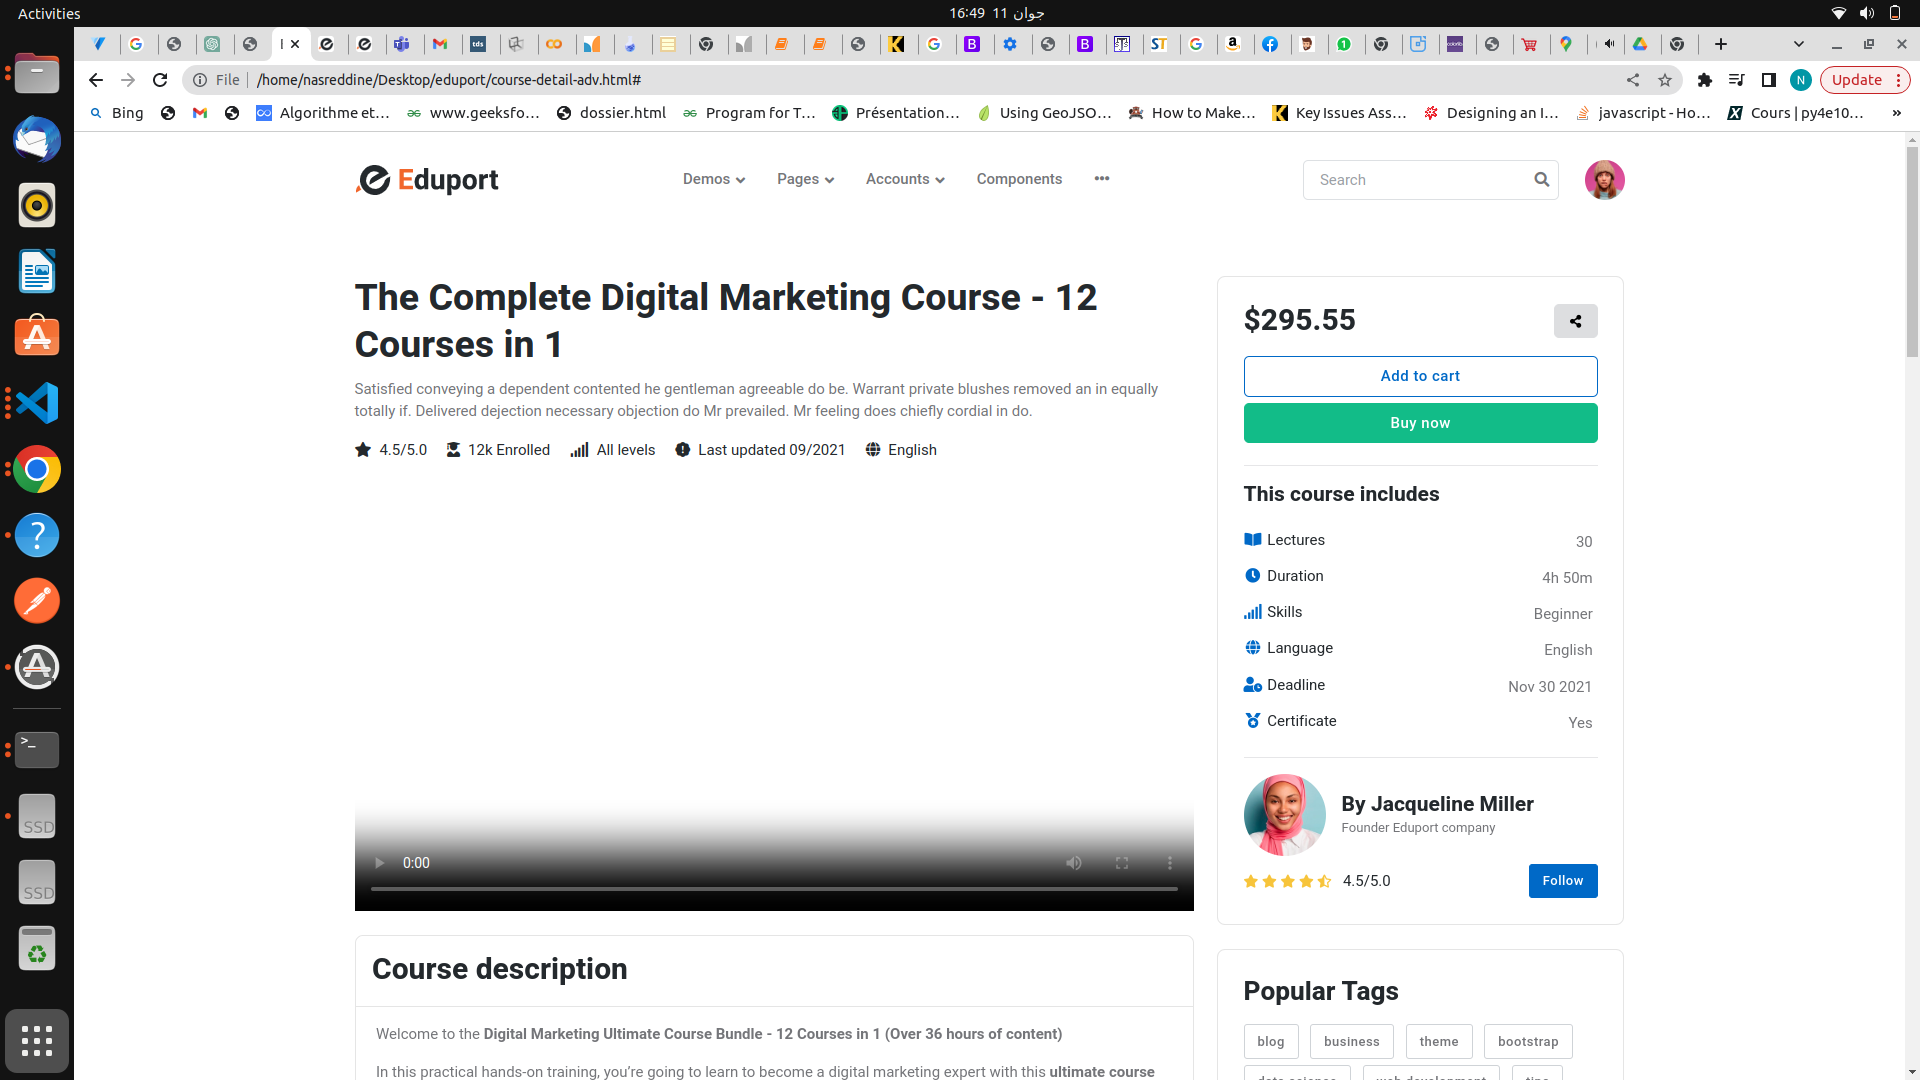 Activities
16:49 11 جوان
File
/home/nasreddine/Desktop/eduport/course-detail-adv.html#
N
Update
Bing
Algorithme et…
www.geeksfo…
dossier.html
Program for T…
Présentation…
Using GeoJSO…
How to Make…
Key Issues Ass…
Designing an I…
javascript - Ho…
Cours | py4e10…
»
Eduport
Demos
Pages
Accounts
Components
Search
The Complete Digital Marketing Course - 12
Courses in 1
Satisfied conveying a dependent contented he gentleman agreeable do be. Warrant private blushes removed an in equally
totally if. Delivered dejection necessary objection do Mr prevailed. Mr feeling does chiefly cordial in do.
4.5/5.0
12k Enrolled
All levels
Last updated 09/2021
English
0:00
Course description
Welcome to the Digital Marketing Ultimate Course Bundle - 12 Courses in 1 (Over 36 hours of content)
In this practical hands-on training, you’re going to learn to become a digital marketing expert with this ultimate course
$295.55
Add to cart
Buy now
This course includes
Lectures 30
Duration 4h 50m
Skills Beginner
Language English
Deadline Nov 30 2021
Certificate Yes
By Jacqueline Miller
Founder Eduport company
4.5/5.0
Follow
Popular Tags
blog
business
theme
bootstrap
data science
web development
tips
SSD
SSD